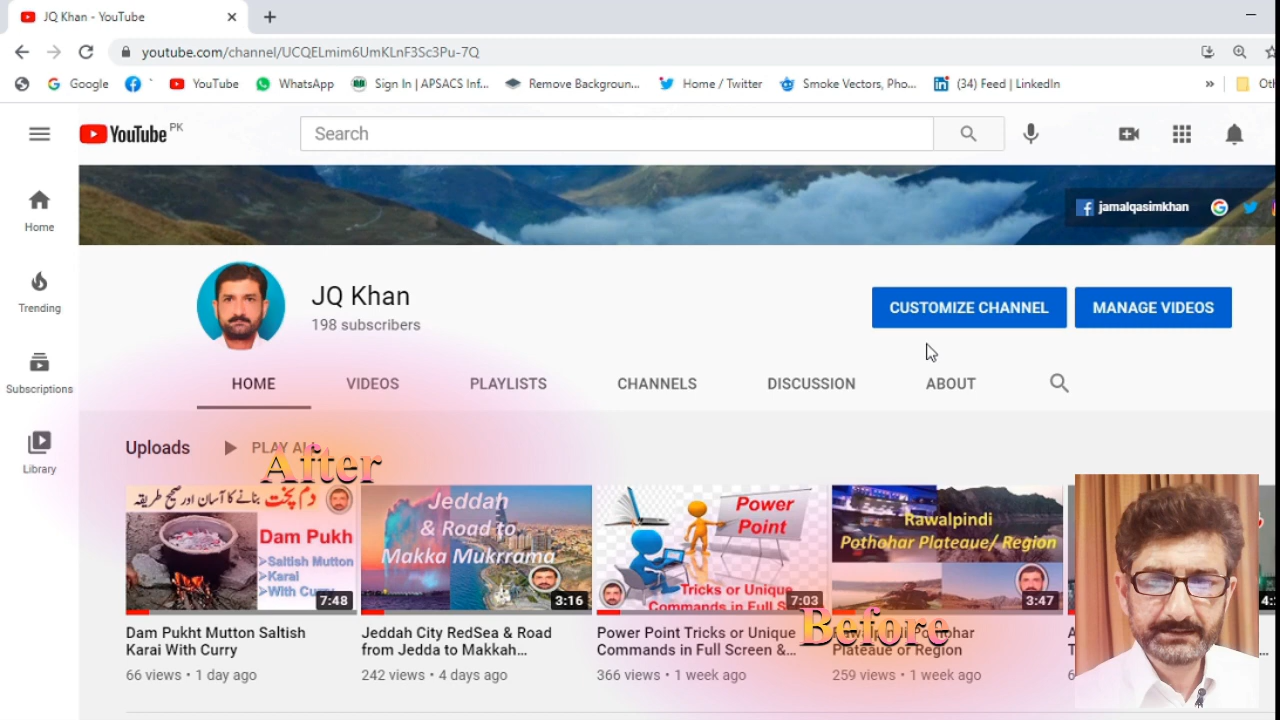 JQ Khan - YouTube
youtube.com/channel/UCQELmim6UmKLnF3Sc3Pu-7Q
Google
YouTube
WhatsApp
Sign In | APSACS Inf...
Remove Backgroun...
Home / Twitter
Smoke Vectors, Pho...
(34) Feed | LinkedIn
»
YouTube PK
Search
jamalqasimkhan
Home
Trending
Subscriptions
Library
JQ Khan
198 subscribers
CUSTOMIZE CHANNEL
MANAGE VIDEOS
HOME VIDEOS PLAYLISTS CHANNELS DISCUSSION ABOUT
Uploads
PLAY ALL
After
دم پخت بنانے کا آسان اور صحیح طریقہ
Dam Pukh
>Saltish Mutton
>Karai
>With Curry
7:48
Dam Pukht Mutton Saltish
Karai With Curry
66 views • 1 day ago
Jeddah
& Road to
Makka Mukrrama
3:16
Jeddah City RedSea & Road
from Jedda to Makkah...
242 views • 4 days ago
Power
Point
Tricks or Unique
Commands in Full S
7:03
Power Point Tricks or Unique
Commands in Full Screen &...
366 views • 1 week ago
Rawalpindi
Pothohar Plateaue/ Region
3:47
Before
Rawalpindi Pothohar
Plateaue or Region
259 views • 1 week ago